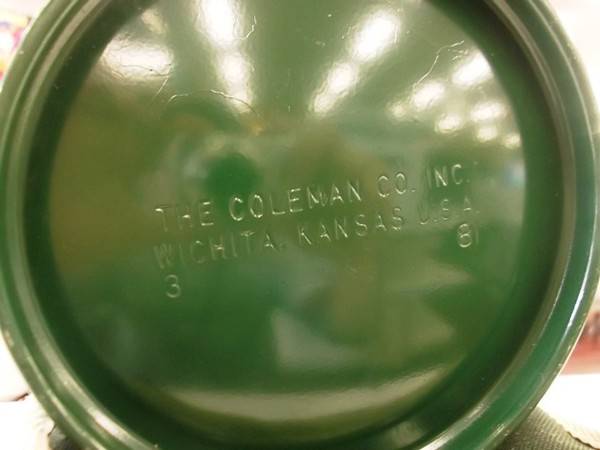 THE COLEMAN CO. INC.
WICHITA, KANSAS U.S.A.
3 81